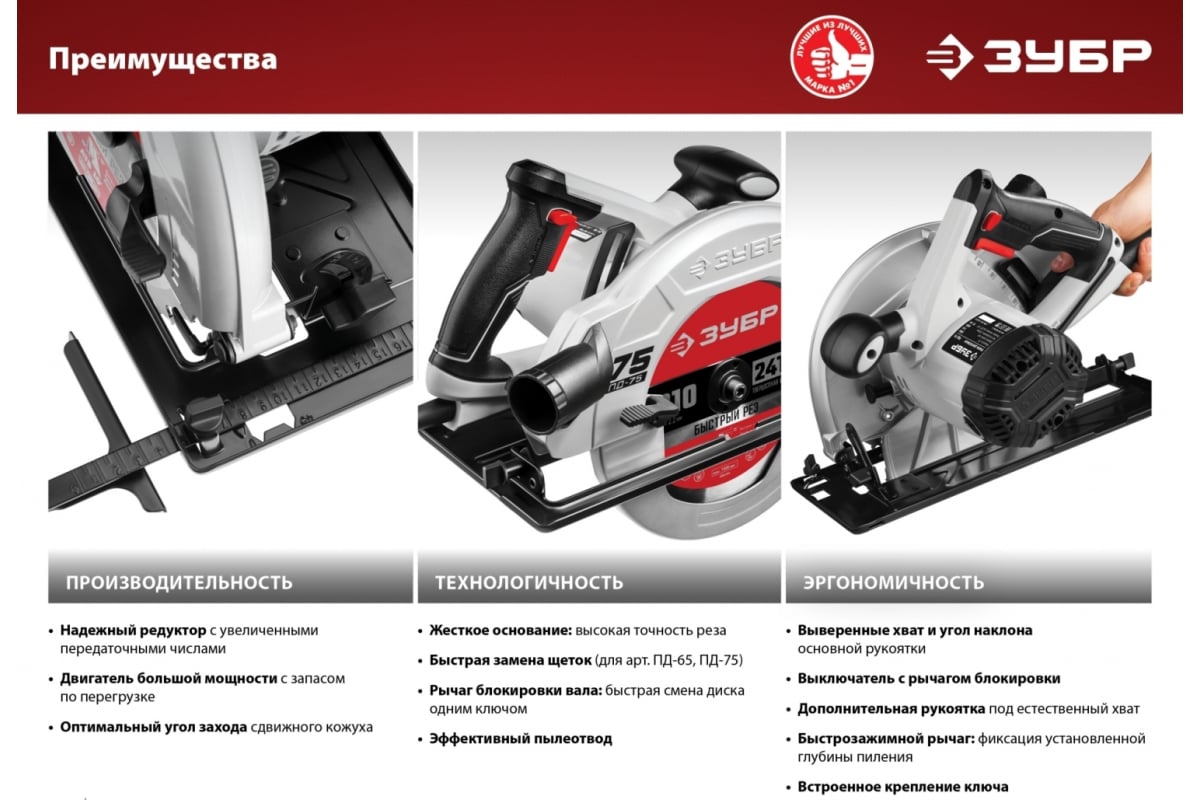 Преимущества
ЛУЧШИЕ ИЗ ЛУЧШИХ
МАРКА №1
ЗУБР
ЗУБР
ЗУБР
75
ПД-75
БЫСТРЫЙ РЕЗ
ЗУБР
ПРОИЗВОДИТЕЛЬНОСТЬ
• Надежный редуктор с увеличенными
передаточными числами
• Двигатель большой мощности с запасом
по перегрузке
• Оптимальный угол захода сдвижного кожуха
ТЕХНОЛОГИЧНОСТЬ
• Жесткое основание: высокая точность реза
• Быстрая замена щеток (для арт. ПД-65, ПД-75)
• Рычаг блокировки вала: быстрая смена диска
одним ключом
• Эффективный пылеотвод
ЭРГОНОМИЧНОСТЬ
• Выверенные хват и угол наклона
основной рукоятки
• Выключатель с рычагом блокировки
• Дополнительная рукоятка под естественный хват
• Быстрозажимной рычаг: фиксация установленной
глубины пиления
• Встроенное крепление ключа